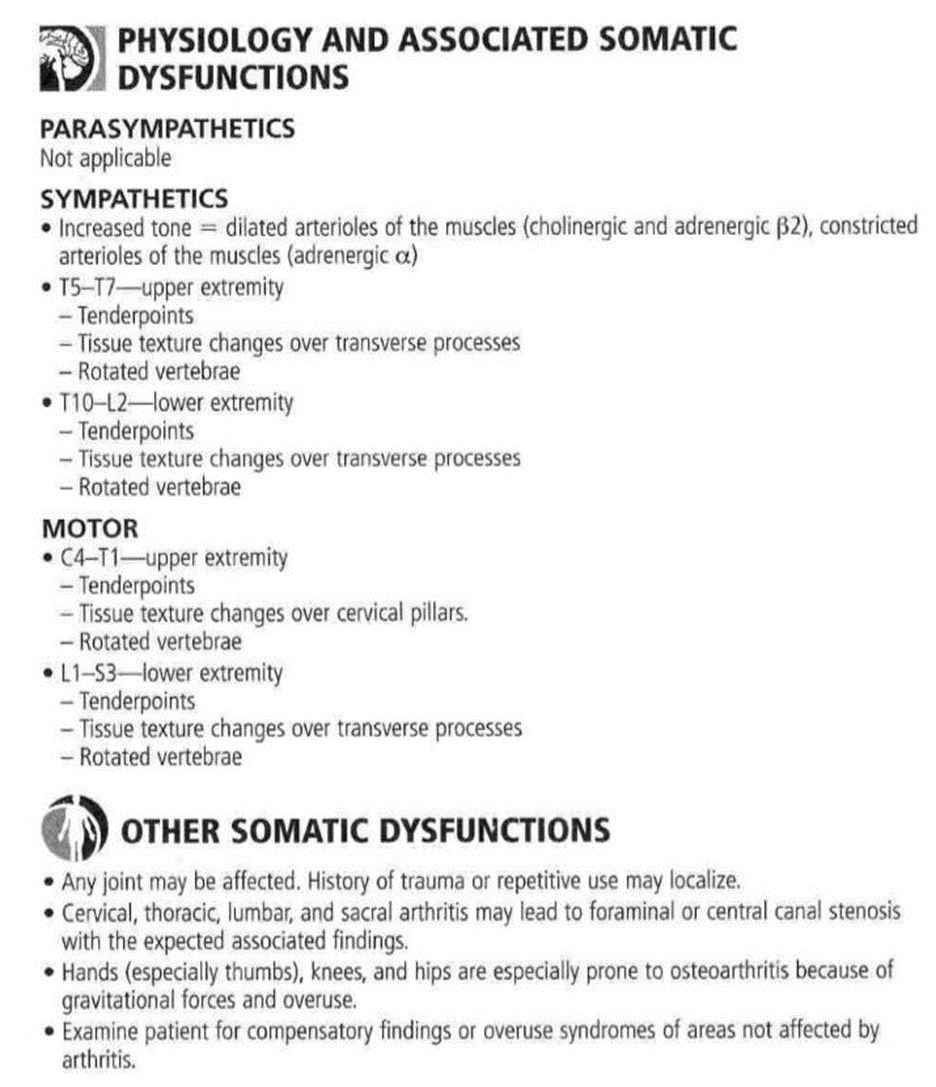 PHYSIOLOGY AND ASSOCIATED SOMATIC
DYSFUNCTIONS
PARASYMPATHETICS
Not applicable
SYMPATHETICS
• Increased tone = dilated arterioles of the muscles (cholinergic and adrenergic β2), constricted
arterioles of the muscles (adrenergic α)
• T5–T7—upper extremity
– Tenderpoints
– Tissue texture changes over transverse processes
– Rotated vertebrae
• T10–L2—lower extremity
– Tenderpoints
– Tissue texture changes over transverse processes
– Rotated vertebrae
MOTOR
• C4–T1—upper extremity
– Tenderpoints
– Tissue texture changes over cervical pillars.
– Rotated vertebrae
• L1–S3—lower extremity
– Tenderpoints
– Tissue texture changes over transverse processes
– Rotated vertebrae
OTHER SOMATIC DYSFUNCTIONS
• Any joint may be affected. History of trauma or repetitive use may localize.
• Cervical, thoracic, lumbar, and sacral arthritis may lead to foraminal or central canal stenosis
with the expected associated findings.
• Hands (especially thumbs), knees, and hips are especially prone to osteoarthritis because of
gravitational forces and overuse.
• Examine patient for compensatory findings or overuse syndromes of areas not affected by
arthritis.